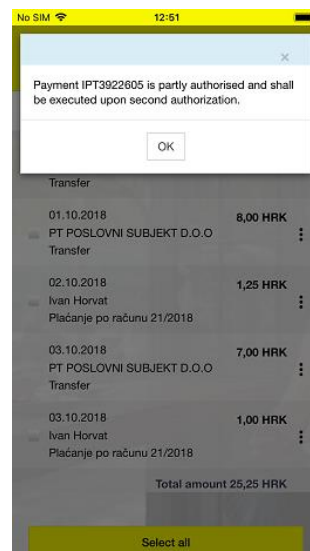 No SIM 12:51
×
Payment IPT3922605 is partly authorised and shall
be executed upon second authorization.
OK
Transfer
01.10.2018 8,00 HRK
PT POSLOVNI SUBJEKT D.O.O
Transfer
02.10.2018 1,25 HRK
Ivan Horvat
Plaćanje po računu 21/2018
03.10.2018 7,00 HRK
PT POSLOVNI SUBJEKT D.O.O
Transfer
03.10.2018 1,00 HRK
Ivan Horvat
Plaćanje po računu 21/2018
Total amount 25,25 HRK
Select all